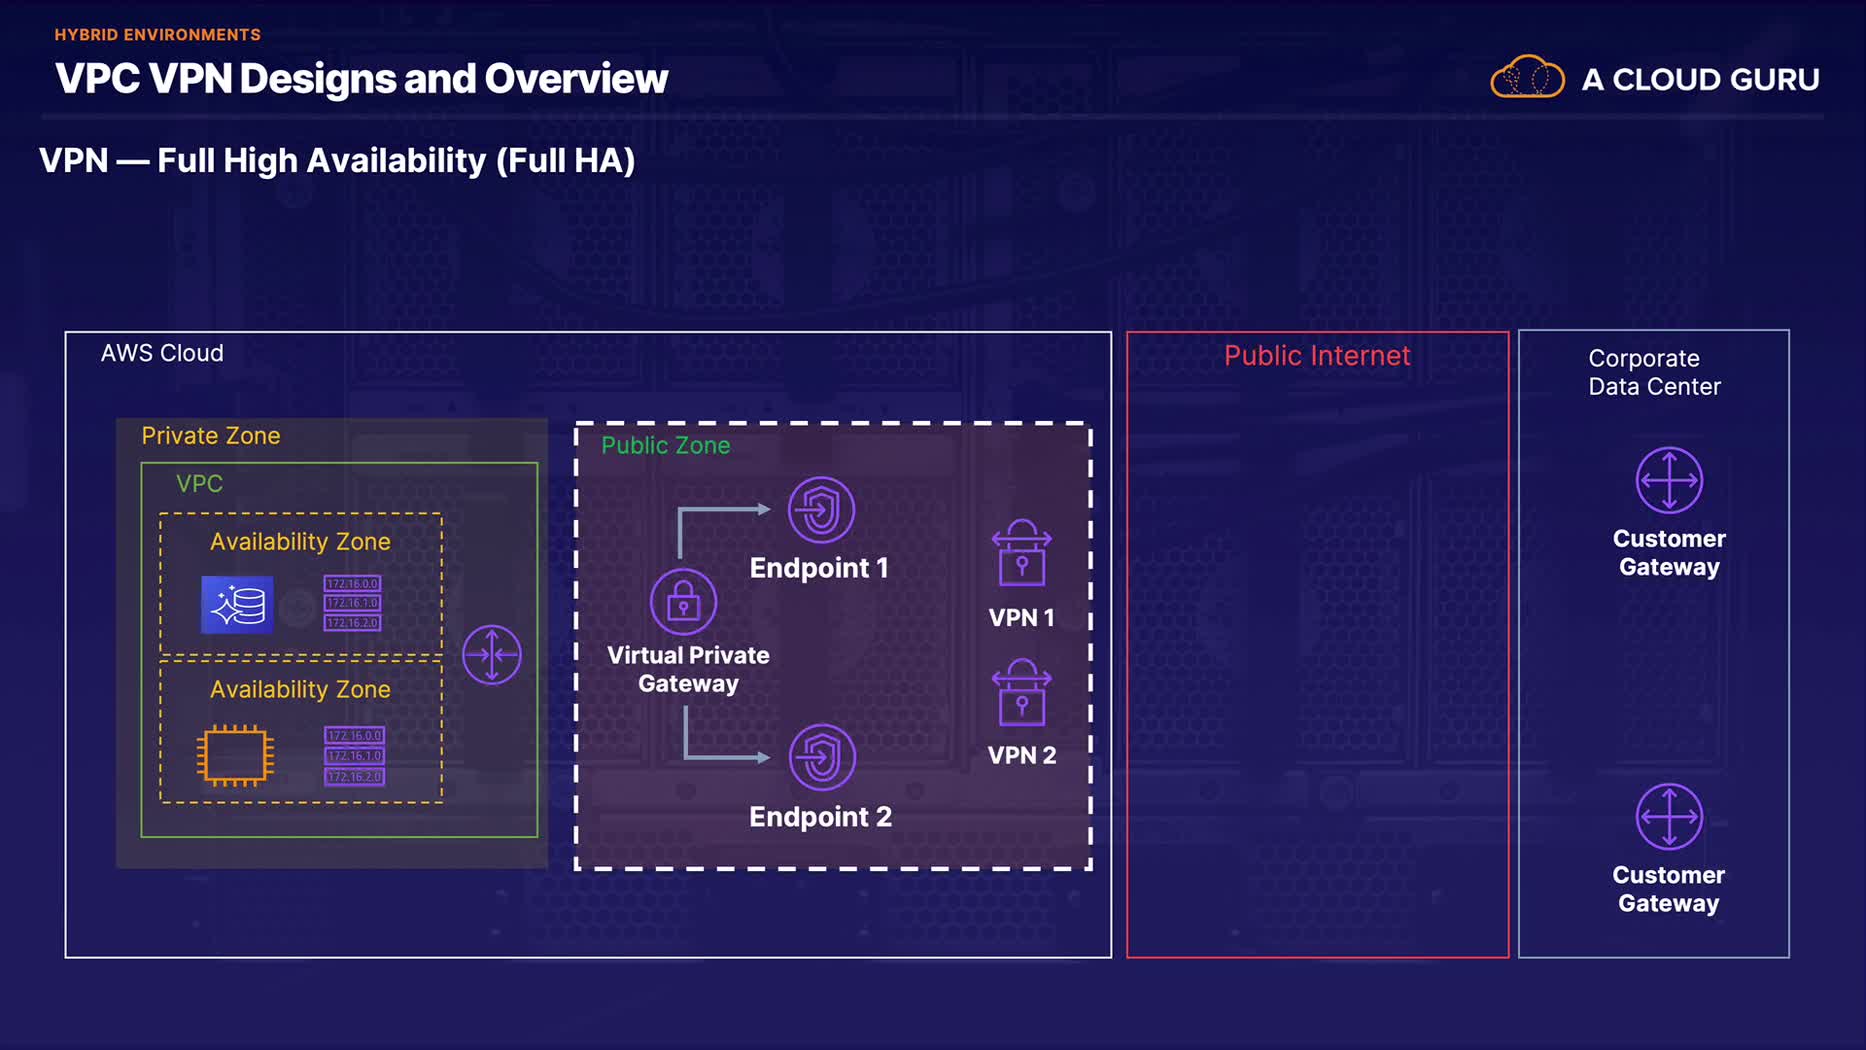 HYBRID ENVIRONMENTS
VPC VPN Designs and Overview
A CLOUD GURU
VPN — Full High Availability (Full HA)
AWS Cloud
Private Zone
VPC
Availability Zone
172.16.0.0
172.16.1.0
172.16.2.0
Availability Zone
172.16.0.0
172.16.1.0
172.16.2.0
Public Zone
Endpoint 1
Virtual Private
Gateway
Endpoint 2
VPN 1
VPN 2
Public Internet
Corporate
Data Center
Customer
Gateway
Customer
Gateway